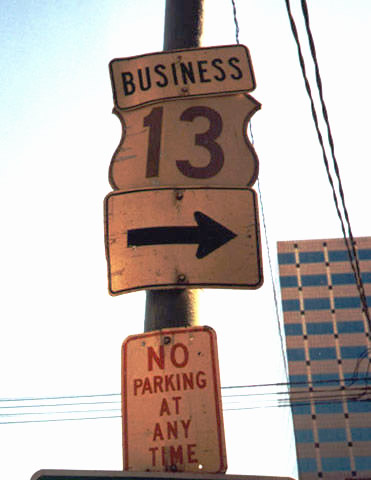 BUSINESS
13
NO
PARKING
AT
ANY
TIME